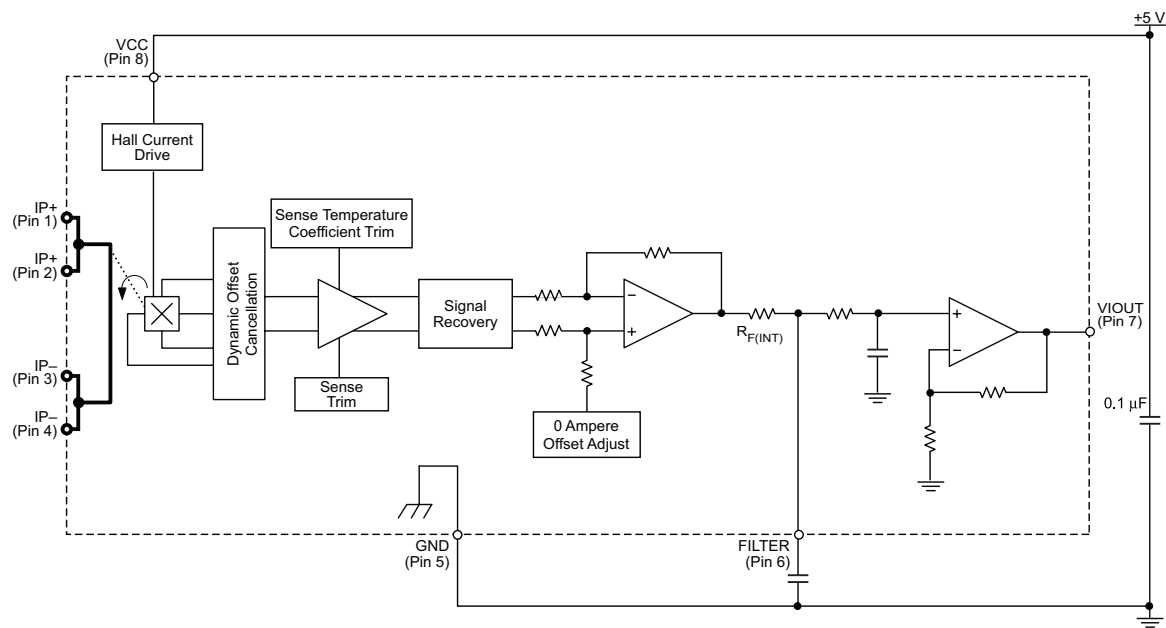 +5 V
VCC
(Pin 8)
Hall Current
Drive
IP+
(Pin 1)
IP+
(Pin 2)
IP–
(Pin 3)
IP–
(Pin 4)
Dynamic Offset
Cancellation
Sense Temperature
Coefficient Trim
Sense
Trim
Signal
Recovery
0 Ampere
Offset Adjust
–
+
RF(INT)
+
–
VIOUT
(Pin 7)
0.1 μF
GND
(Pin 5)
FILTER
(Pin 6)